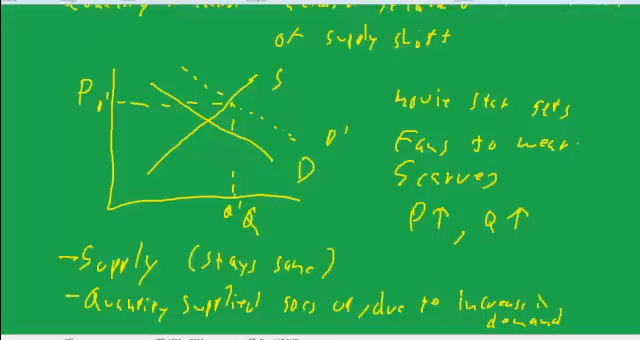 of supply shift
P
P'
S
D'
D
Q' Q
movie star gets
Fans to wear
Scarves
P↑, Q↑
- Supply (stays same)
- Quantity supplied goes up, due to increase in
demand